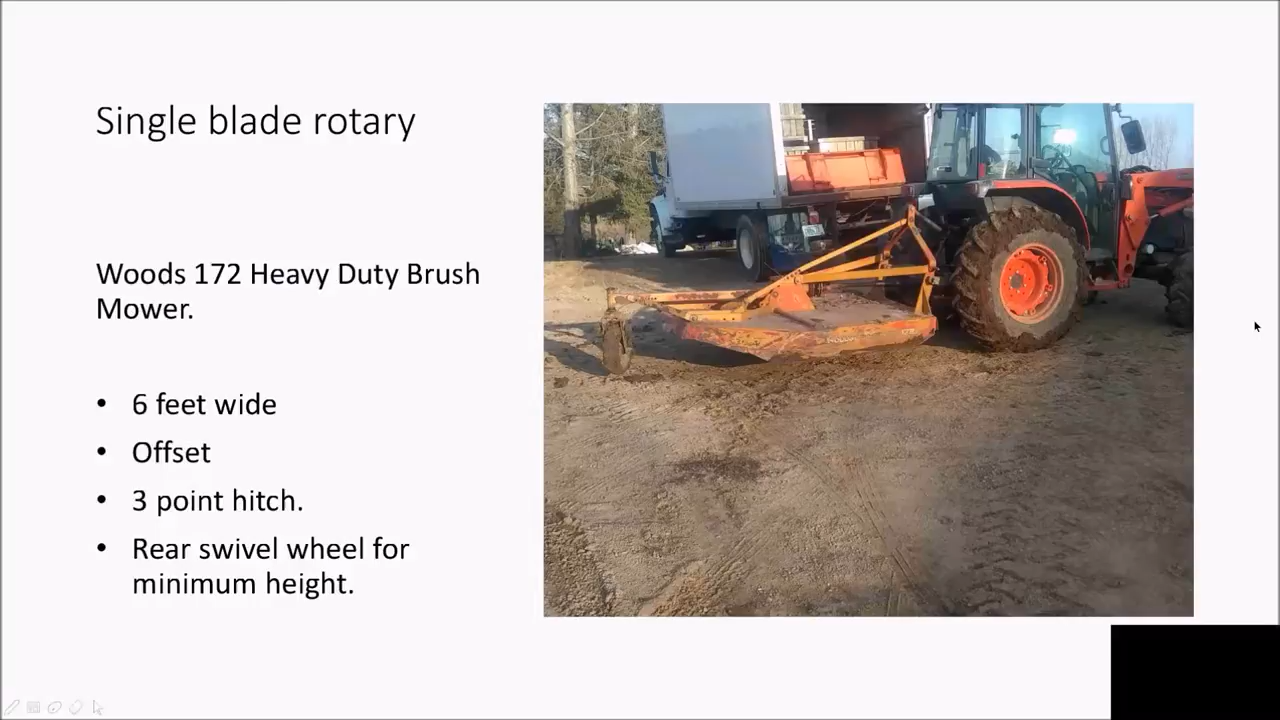 Single blade rotary
Woods 172 Heavy Duty Brush
Mower.
• 6 feet wide
• Offset
• 3 point hitch.
• Rear swivel wheel for
minimum height.